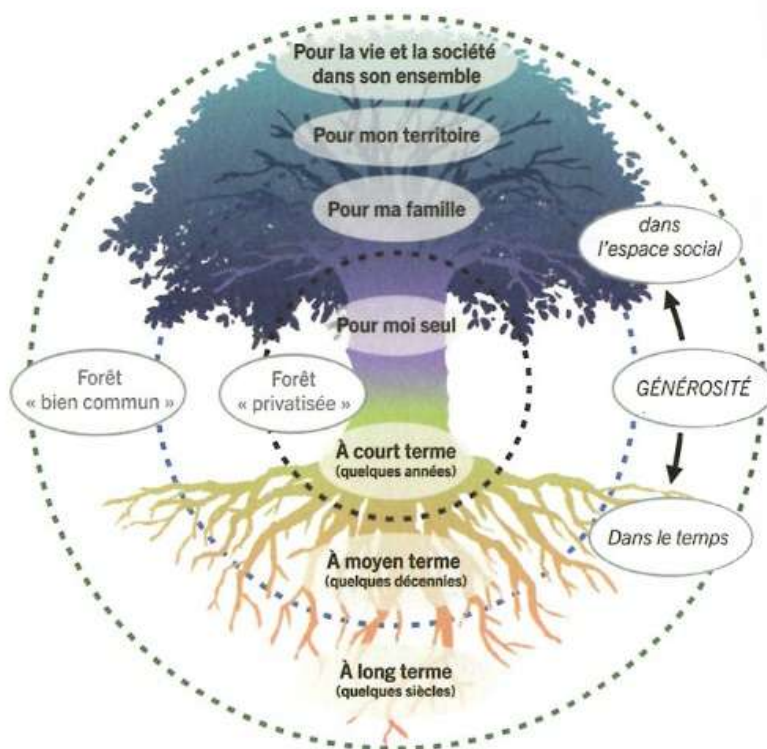 Pour la vie et la société
dans son ensemble
Pour mon territoire
Pour ma famille
dans
l'espace social
Pour moi seul
Forêt
« bien commun »
Forêt
« privatisée »
GÉNÉROSITÉ
À court terme
(quelques années)
Dans le temps
À moyen terme
(quelques décennies)
À long terme
(quelques siècles)